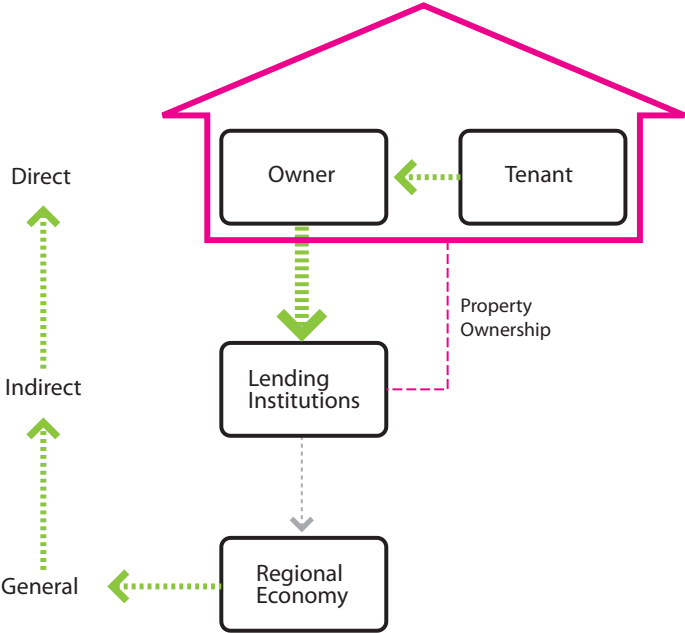 Owner
Tenant
Direct
Property
Ownership
Lending
Institutions
Indirect
Regional
Economy
General